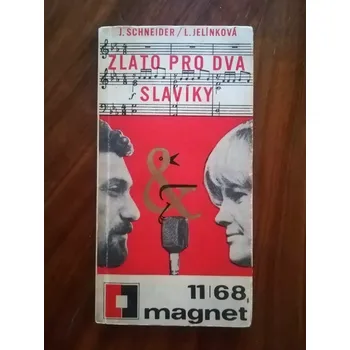 J. SCHNEIDER / L. JELÍNKOVÁ
ZLATO PRO DVA
SLAVÍKY
&
11|68
magnet